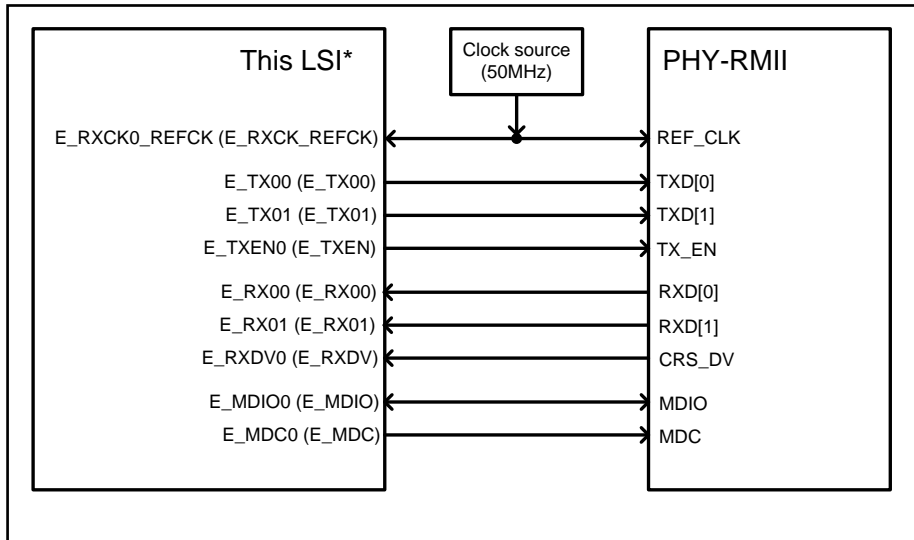 This LSI*
Clock source
(50MHz)
PHY-RMII
E_RXCK0_REFCK (E_RXCK_REFCK)
REF_CLK
E_TX00 (E_TX00)
TXD[0]
E_TX01 (E_TX01)
TXD[1]
E_TXEN0 (E_TXEN)
TX_EN
E_RX00 (E_RX00)
RXD[0]
E_RX01 (E_RX01)
RXD[1]
E_RXDV0 (E_RXDV)
CRS_DV
E_MDIO0 (E_MDIO)
MDIO
E_MDC0 (E_MDC)
MDC